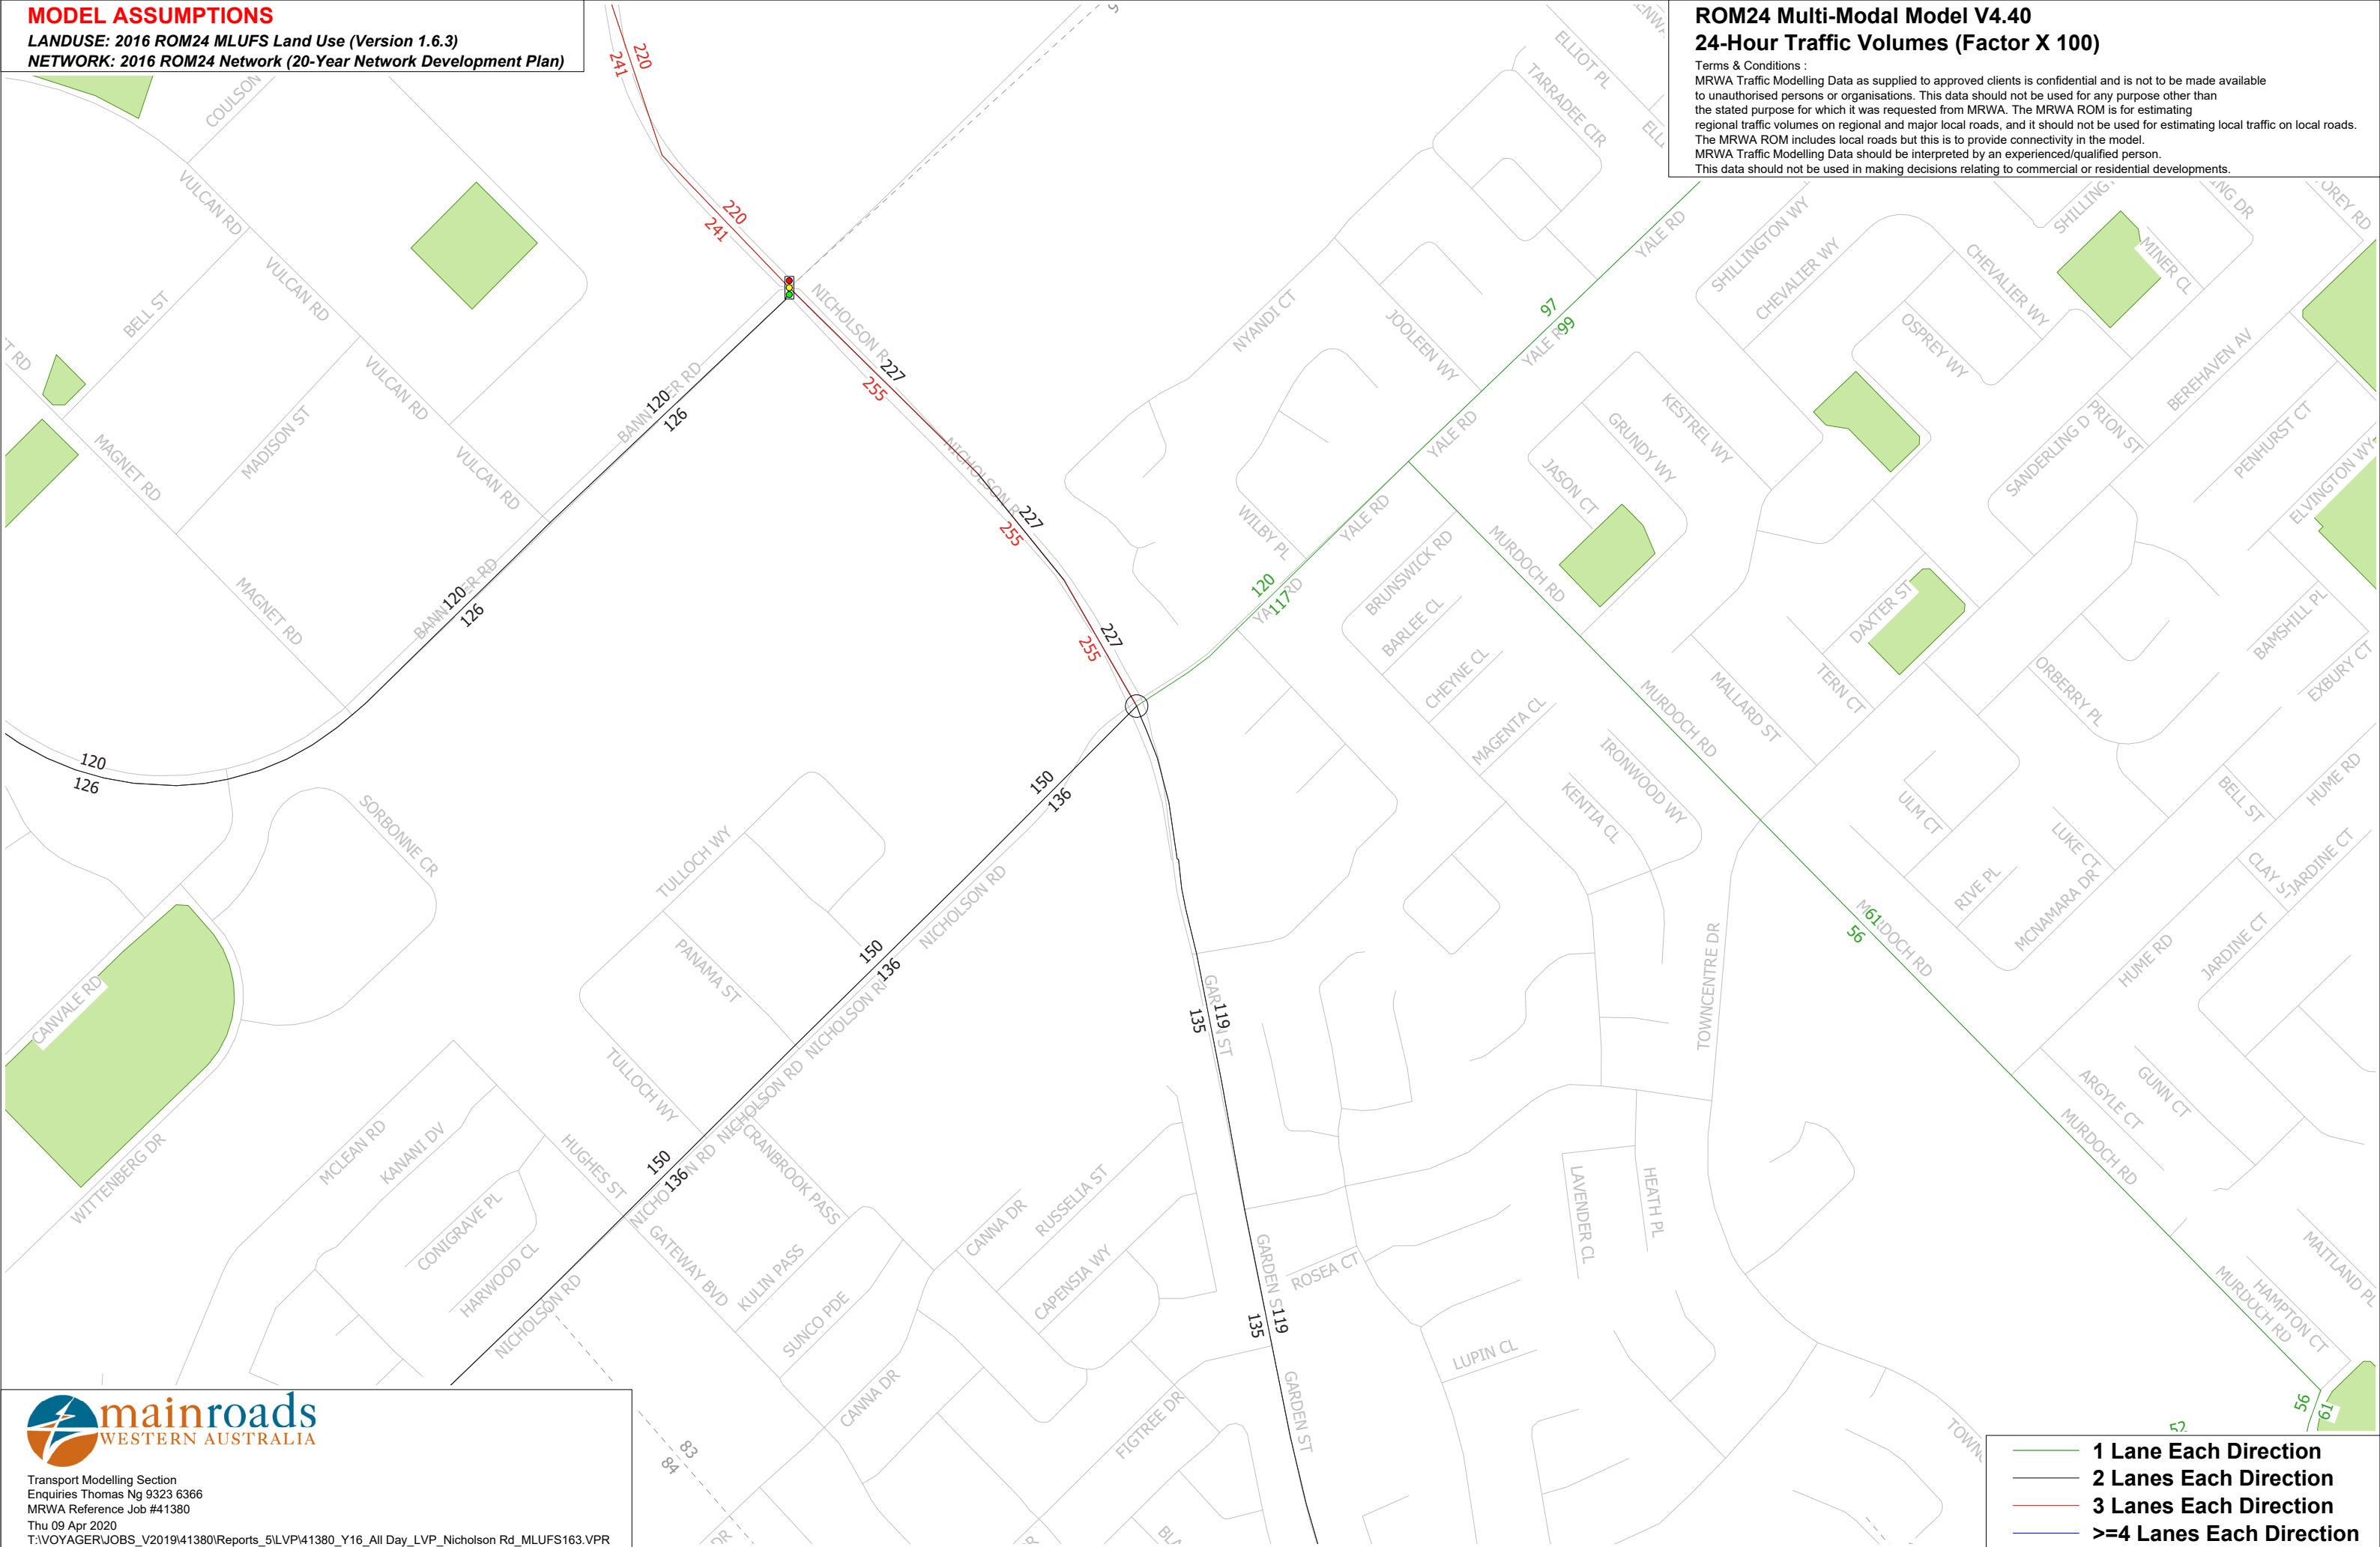 MODEL ASSUMPTIONS
LANDUSE: 2016 ROM24 MLUFS Land Use (Version 1.6.3)
NETWORK: 2016 ROM24 Network (20-Year Network Development Plan)
ROM24 Multi-Modal Model V4.40
24-Hour Traffic Volumes (Factor X 100)
Terms & Conditions :
MRWA Traffic Modelling Data as supplied to approved clients is confidential and is not to be made available
to unauthorised persons or organisations. This data should not be used for any purpose other than
the stated purpose for which it was requested from MRWA. The MRWA ROM is for estimating
regional traffic volumes on regional and major local roads, and it should not be used for estimating local traffic on local roads.
The MRWA ROM includes local roads but this is to provide connectivity in the model.
MRWA Traffic Modelling Data should be interpreted by an experienced/qualified person.
This data should not be used in making decisions relating to commercial or residential developments.
220
241
COULSON
ELLIOT PL
TARRADEE CIR
VULCAN RD
220
241
YALE RD
SHILLINGTON WY
CHEVALIER WY
CHEVALIER WY
MINER CL
VULCAN RD
BELL ST
NICHOLSON R
NYANDI CT
JOOLEEN WY
97
99
OSPREY WY
BEREHAVEN AV
VULCAN RD
227
255
120
126
MADISON ST
KESTREL WY
GRUNDY WY
PRION ST
SANDERLING D
PENHURST CT
ELVINGTON WY
MAGNET RD
VULCAN RD
YALE RD
JASON CT
227
255
WILBY PL
YALE RD
BRUNSWICK RD
MURDOCH RD
120
117
MAGNET RD
120
126
227
255
BARLEE CL
DAXTER ST
BAMSHILL PL
CHEYNE CL
MURDOCH RD
MALLARD ST
TERN CT
ORBERRY PL
EXBURY CT
MAGENTA CL
IRONWOOD WY
KENTIA CL
120
126
150
136
ULM CT
BELL ST
HUME RD
SORBONNE CR
TULLOCH WY
LUKE CT
CLAY ST
JARDINE CT
RIVE PL
MCNAMARA DR
61
56
MURDOCH RD
NICHOLSON RD
150
136
PANAMA ST
TOWNCENTRE DR
HUME RD
JARDINE CT
CANVALE RD
NICHOLSON R
119
135
GARDEN ST
TULLOCH WY
NICHOLSON RD
NICHOLSON RD
ARGYLE CT
GUNN CT
MURDOCH RD
WITTENBERG DR
MCLEAN RD
KANANI DV
HUGHES ST
150
136
CRANBROOK PASS
CONIGRAVE PL
HARWOOD CL
GATEWAY BVD
KULIN PASS
SUNCO PDE
CANNA DR
RUSSELIA ST
CAPENSIA WY
GARDEN ST
ROSEA CT
LAVENDER CL
HEATH PL
119
135
NICHOLSON RD
LUPIN CL
MAITLAND PL
HAMPTON CT
MURDOCH RD
CANNA DR
FIGTREE DR
GARDEN ST
56
61
52
83
84
TOWN
BLA
DR
mainroads
WESTERN AUSTRALIA
Transport Modelling Section
Enquiries Thomas Ng 9323 6366
MRWA Reference Job #41380
Thu 09 Apr 2020
T:\VOYAGER\JOBS_V2019\41380\Reports_5\LVP\41380_Y16_All Day_LVP_Nicholson Rd_MLUFS163.VPR
1 Lane Each Direction
2 Lanes Each Direction
3 Lanes Each Direction
>=4 Lanes Each Direction